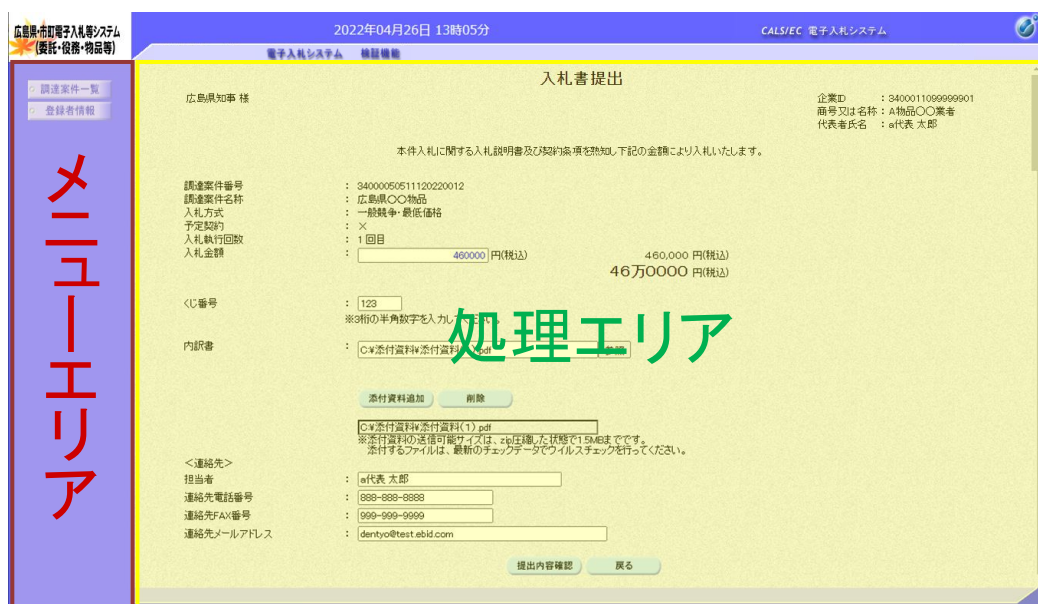 広島県・市町電子入札等システム
(委託・役務・物品等)
2022年04月26日 13時05分
CALS/EC 電子入札システム
電子入札システム 検証機能
調達案件一覧
登録者情報
メニューエリア
入札書提出
広島県知事 様
企業ID :3400011099999901
商号又は名称:A物品〇〇業者
代表者氏名 :a代表 太郎
本件入札に関する入札説明書及び契約条項を熟知し下記の金額により入札いたします。
調達案件番号 : 34000050511120220012
調達案件名称 : 広島県〇〇物品
入札方式 : 一般競争・最低価格
予定契約 : ×
入札執行回数 : 1回目
入札金額 : 460000 円(税込) 460,000 円(税込)
46万0000 円(税込)
くじ番号 : 123
※3桁の半角数字を入力してください。
処理エリア
内訳書 : C:¥添付資料¥添付資料(1).pdf 参照
添付資料追加 削除
C:¥添付資料¥添付資料(1).pdf
※添付資料の送信可能サイズは、zip圧縮した状態で1.5MBまでです。
添付するファイルは、最新のチェックデータでウイルスチェックを行ってください。
<連絡先>
担当者 : a代表 太郎
連絡先電話番号 : 888-888-8888
連絡先FAX番号 : 999-999-9999
連絡先メールアドレス : dentyo@test.ebid.com
提出内容確認 戻る